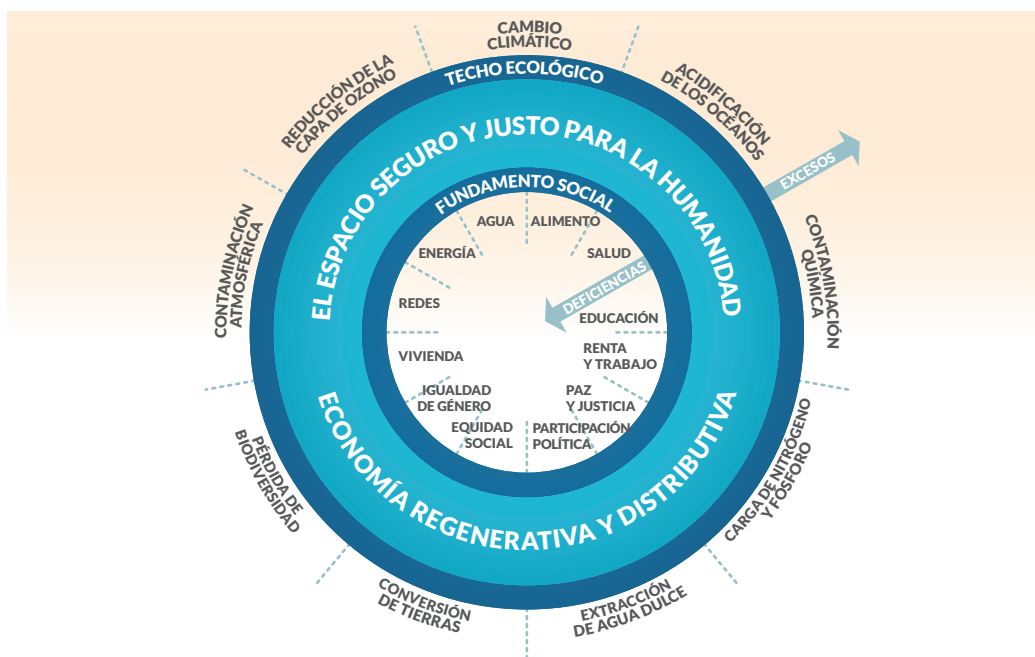 CAMBIO
CLIMÁTICO
TECHO ECOLÓGICO
REDUCCIÓN DE LA
CAPA DE OZONO
ACIDIFICACIÓN
DE LOS OCÉANOS
EXCESOS
EL ESPACIO SEGURO Y JUSTO PARA LA HUMANIDAD
FUNDAMENTO SOCIAL
AGUA
ALIMENTO
ENERGÍA
SALUD
CONTAMINACIÓN
ATMOSFÉRICA
CONTAMINACIÓN
QUÍMICA
DEFICIENCIAS
REDES
EDUCACIÓN
VIVIENDA
RENTA
Y TRABAJO
IGUALDAD
DE GÉNERO
PAZ
Y JUSTICIA
EQUIDAD
SOCIAL
PARTICIPACIÓN
POLÍTICA
ECONOMÍA REGENERATIVA Y DISTRIBUTIVA
PÉRDIDA DE
BIODIVERSIDAD
CARGA DE NITRÓGENO
Y FÓSFORO
CONVERSIÓN
DE TIERRAS
EXTRACCIÓN
DE AGUA DULCE